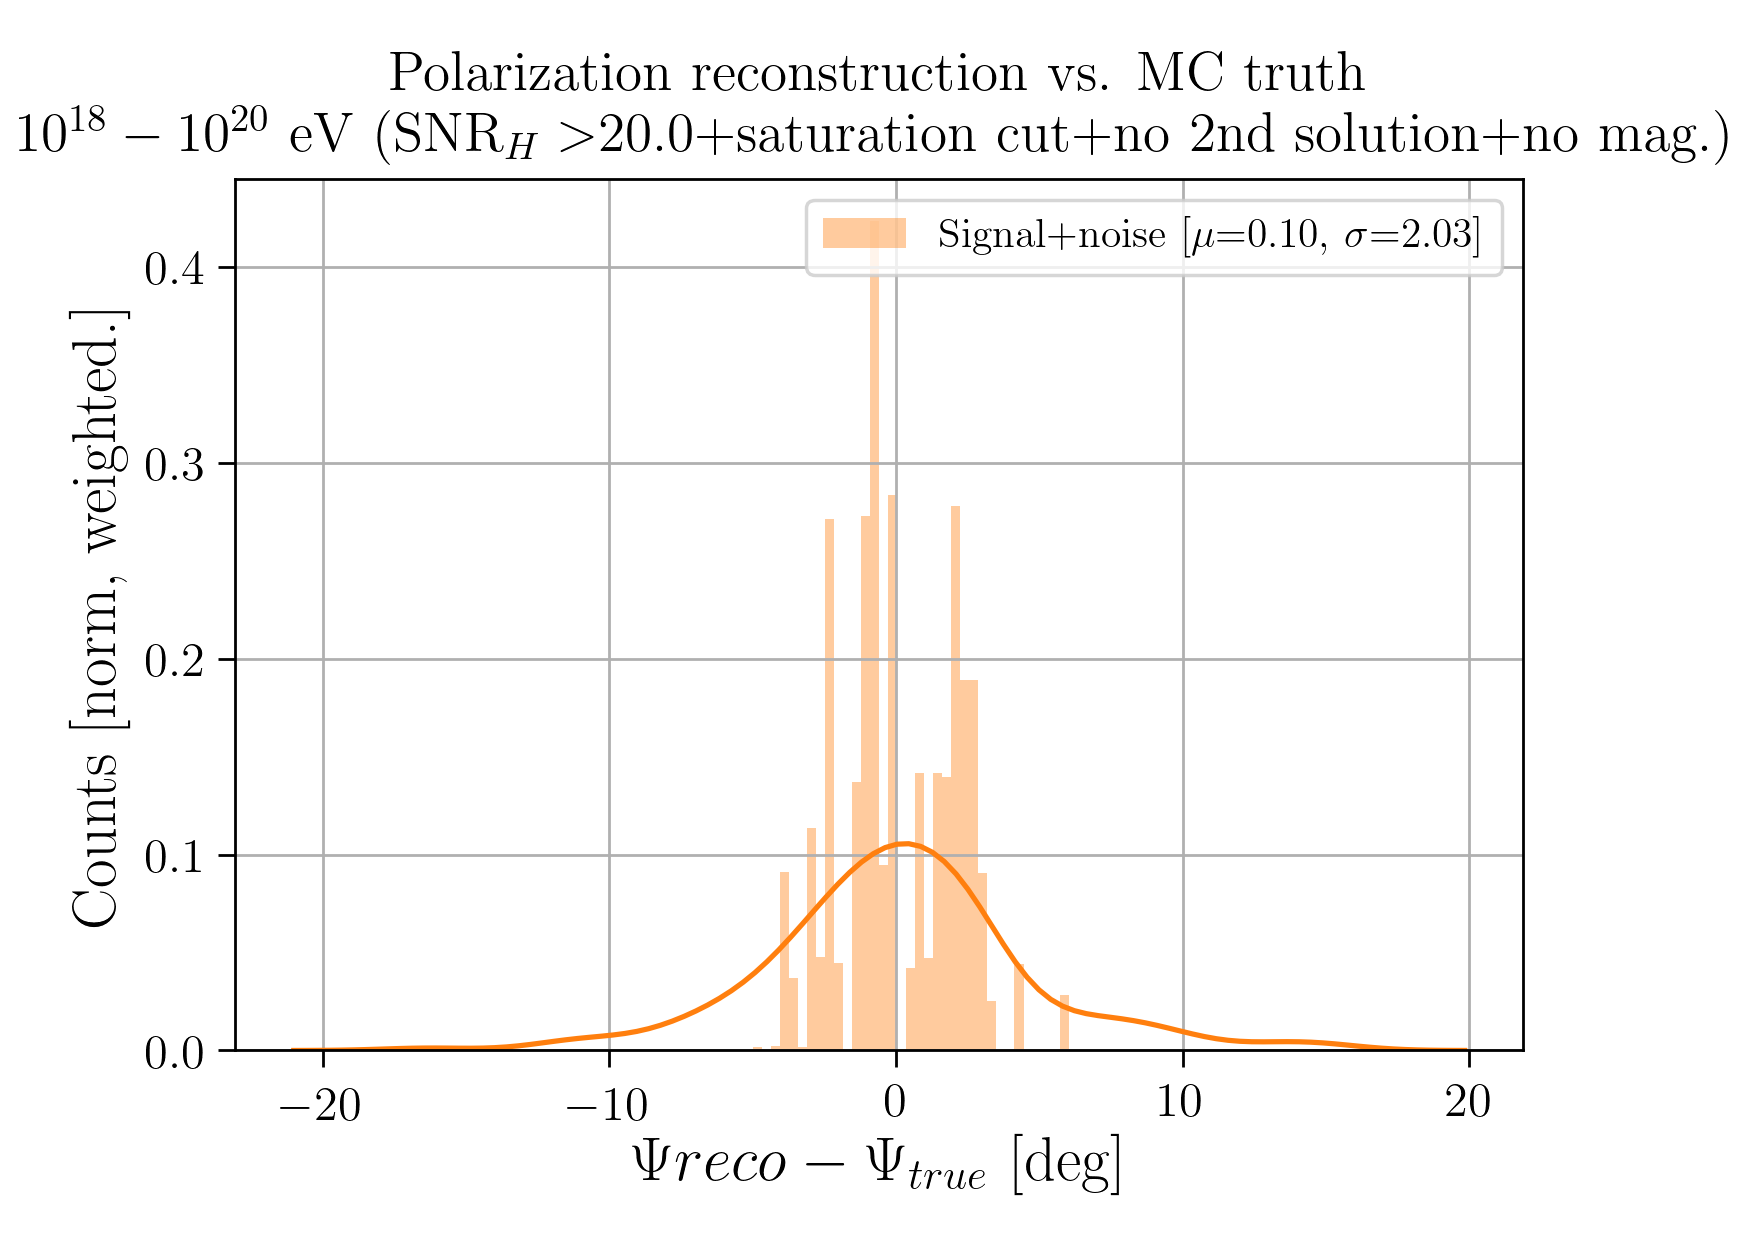 Polarization reconstruction vs. MC truth
10^18 − 10^20 eV (SNR_H >20.0+saturation cut+no 2nd solution+no mag.)
Signal+noise [μ=0.10, σ=2.03]
Counts [norm, weighted.]
0.4
0.3
0.2
0.1
0.0
−20 −10 0 10 20
Ψreco − Ψ_true [deg]